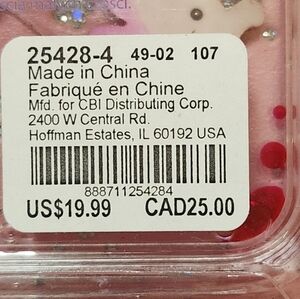 25428-4 49-02 107
Made in China
Fabriqué en Chine
Mfd. for CBI Distributing Corp.
2400 W Central Rd.
Hoffman Estates, IL 60192 USA
888711254284
US$19.99 CAD25.00